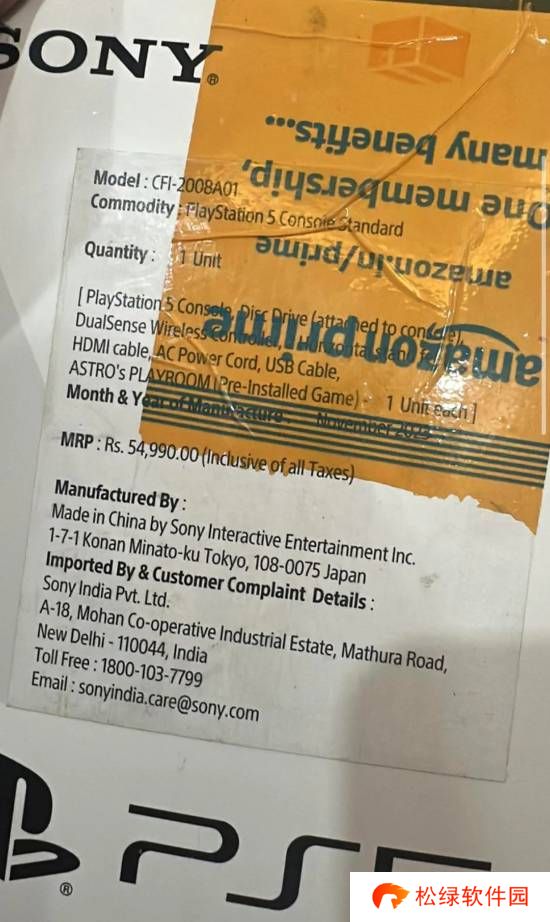 SONY®
many benefits...
One membership,
amazon.in/prime
amazonprime
Model : CFI-2008A01
Commodity : PlayStation 5 Console Standard
Quantity : 1 Unit
[ PlayStation 5 Console, Disc Drive (attached to console),
DualSense Wireless Controller,
HDMI cable, AC Power Cord, USB Cable,
ASTRO's PLAYROOM (Pre-Installed Game) - 1 Unit each ]
Month & Year of Manufacture : November 2023
MRP : Rs. 54,990.00 (Inclusive of all Taxes)
Manufactured By :
Made in China by Sony Interactive Entertainment Inc.
1-7-1 Konan Minato-ku Tokyo, 108-0075 Japan
Imported By & Customer Complaint Details :
Sony India Pvt. Ltd.
A-18, Mohan Co-operative Industrial Estate, Mathura Road,
New Delhi - 110044, India
Toll Free : 1800-103-7799
Email : sonyindia.care@sony.com
® PS5
松绿软件园